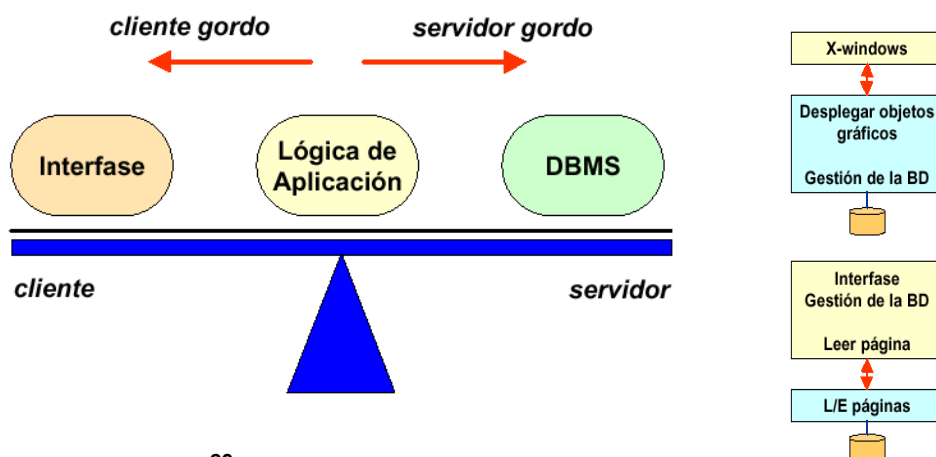 cliente gordo
servidor gordo
Interfase
Lógica de
Aplicación
DBMS
cliente
servidor
X-windows
Desplegar objetos
gráficos
Gestión de la BD
Interfase
Gestión de la BD
Leer página
L/E páginas